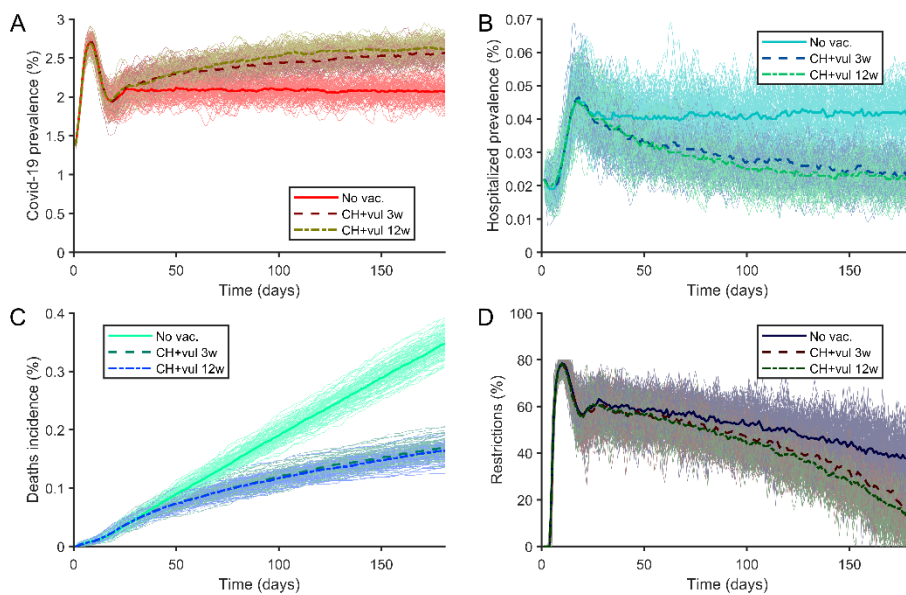 A
Covid-19 prevalence (%)
3
2.5
2
1.5
1
0.5
0
0
50
100
150
Time (days)
No vac.
CH+vul 3w
CH+vul 12w
B
Hospitalized prevalence (%)
0.07
0.06
0.05
0.04
0.03
0.02
0.01
0
50
100
150
Time (days)
No vac.
CH+vul 3w
CH+vul 12w
C
Deaths incidence (%)
0.4
0.3
0.2
0.1
0
0
50
100
150
Time (days)
No vac.
CH+vul 3w
CH+vul 12w
D
Restrictions (%)
100
80
60
40
20
0
0
50
100
150
Time (days)
No vac.
CH+vul 3w
CH+vul 12w